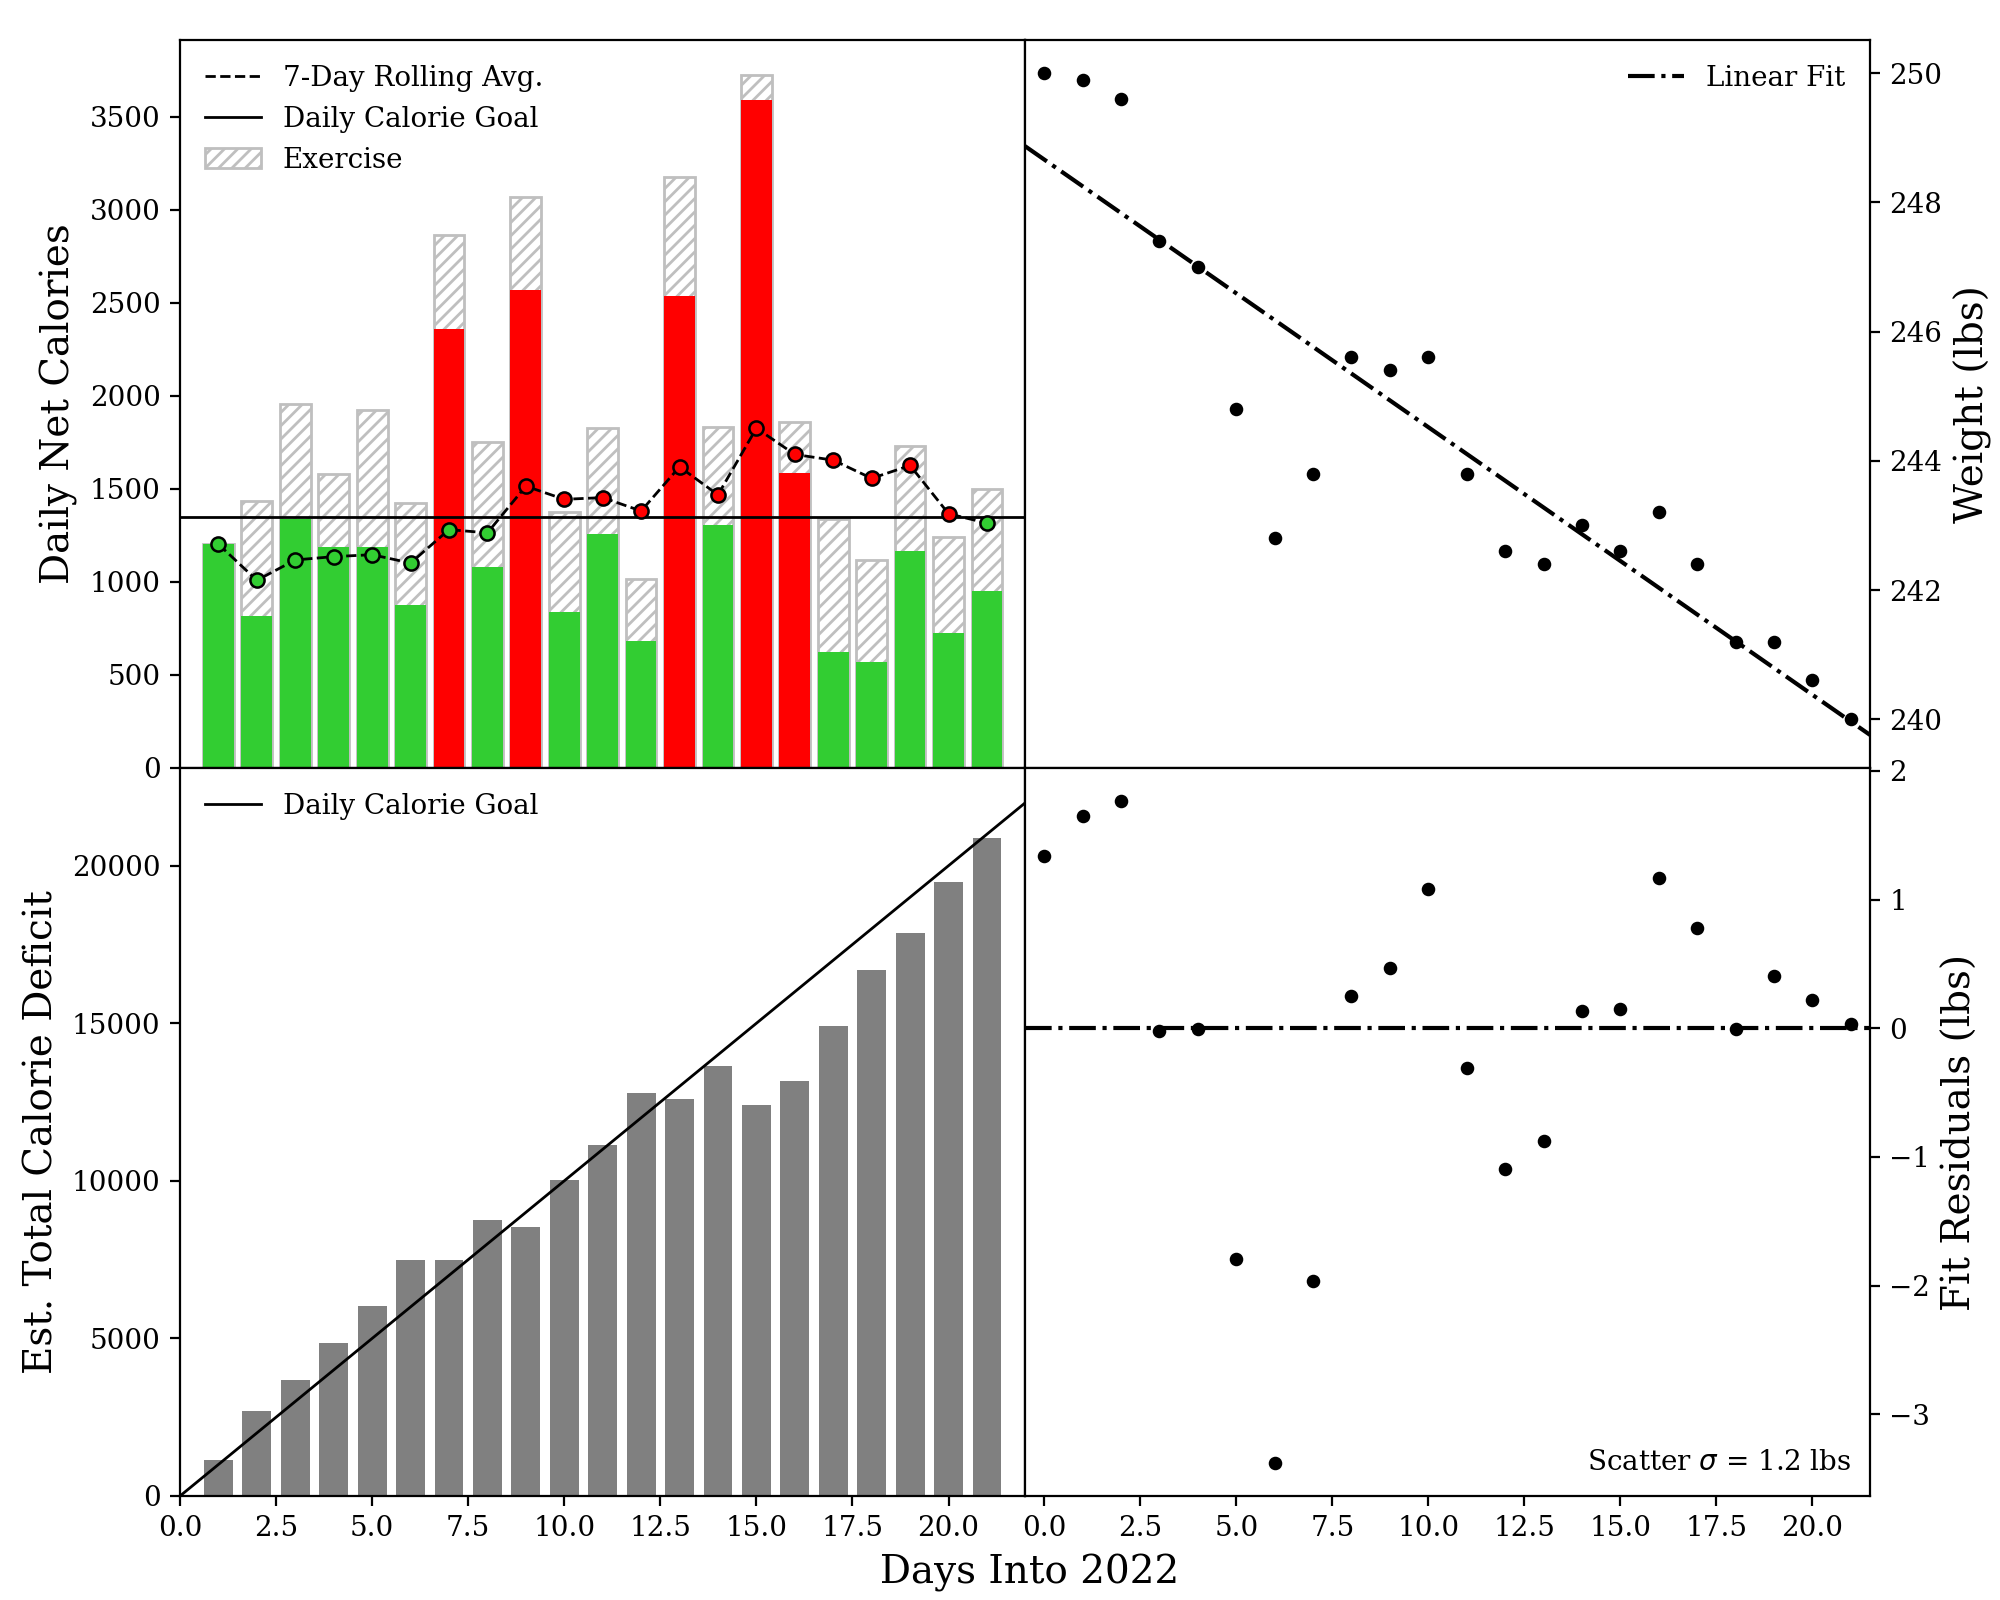 7-Day Rolling Avg.
Daily Calorie Goal
Exercise
Daily Net Calories
3500
3000
2500
2000
1500
1000
500
0
Linear Fit
250
248
246
244
242
240
Weight (lbs)
Daily Calorie Goal
Est. Total Calorie Deficit
20000
15000
10000
5000
0
0.0 2.5 5.0 7.5 10.0 12.5 15.0 17.5 20.0
2
1
0
−1
−2
−3
Fit Residuals (lbs)
Scatter σ = 1.2 lbs
0.0 2.5 5.0 7.5 10.0 12.5 15.0 17.5 20.0
Days Into 2022